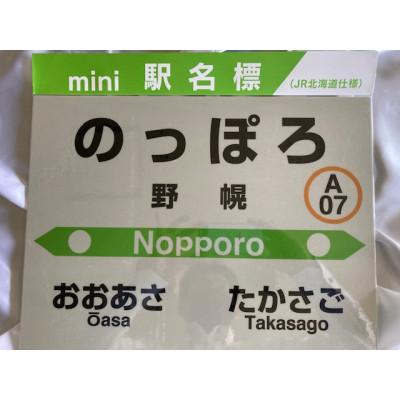 mini 駅名標 (JR北海道仕様)
のっぽろ
野幌
A
07
Nopporo
おおあさ たかさご
Ōasa Takasago